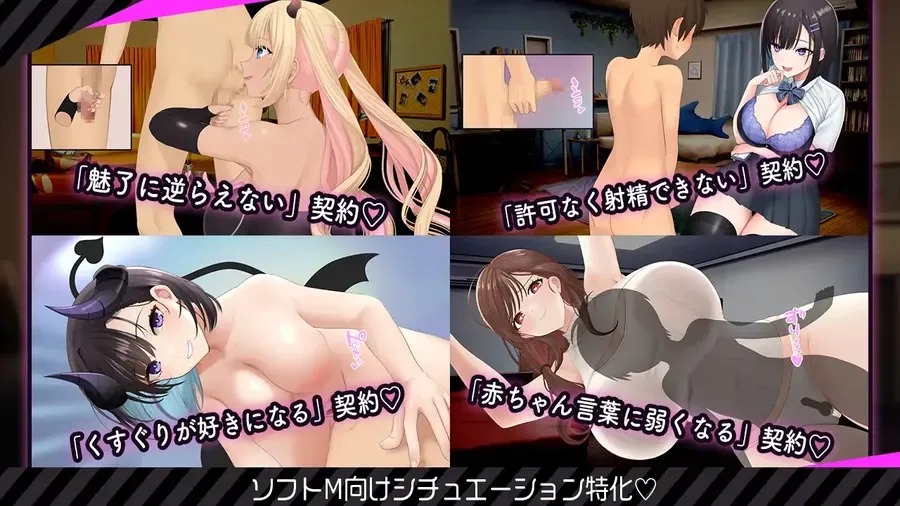 「魅了に逆らえない」契約♡
「許可なく射精できない」契約♡
「くすぐりが好きになる」契約♡
「赤ちゃん言葉に弱くなる」契約♡
ソフトM向けシチュエーション特化♡